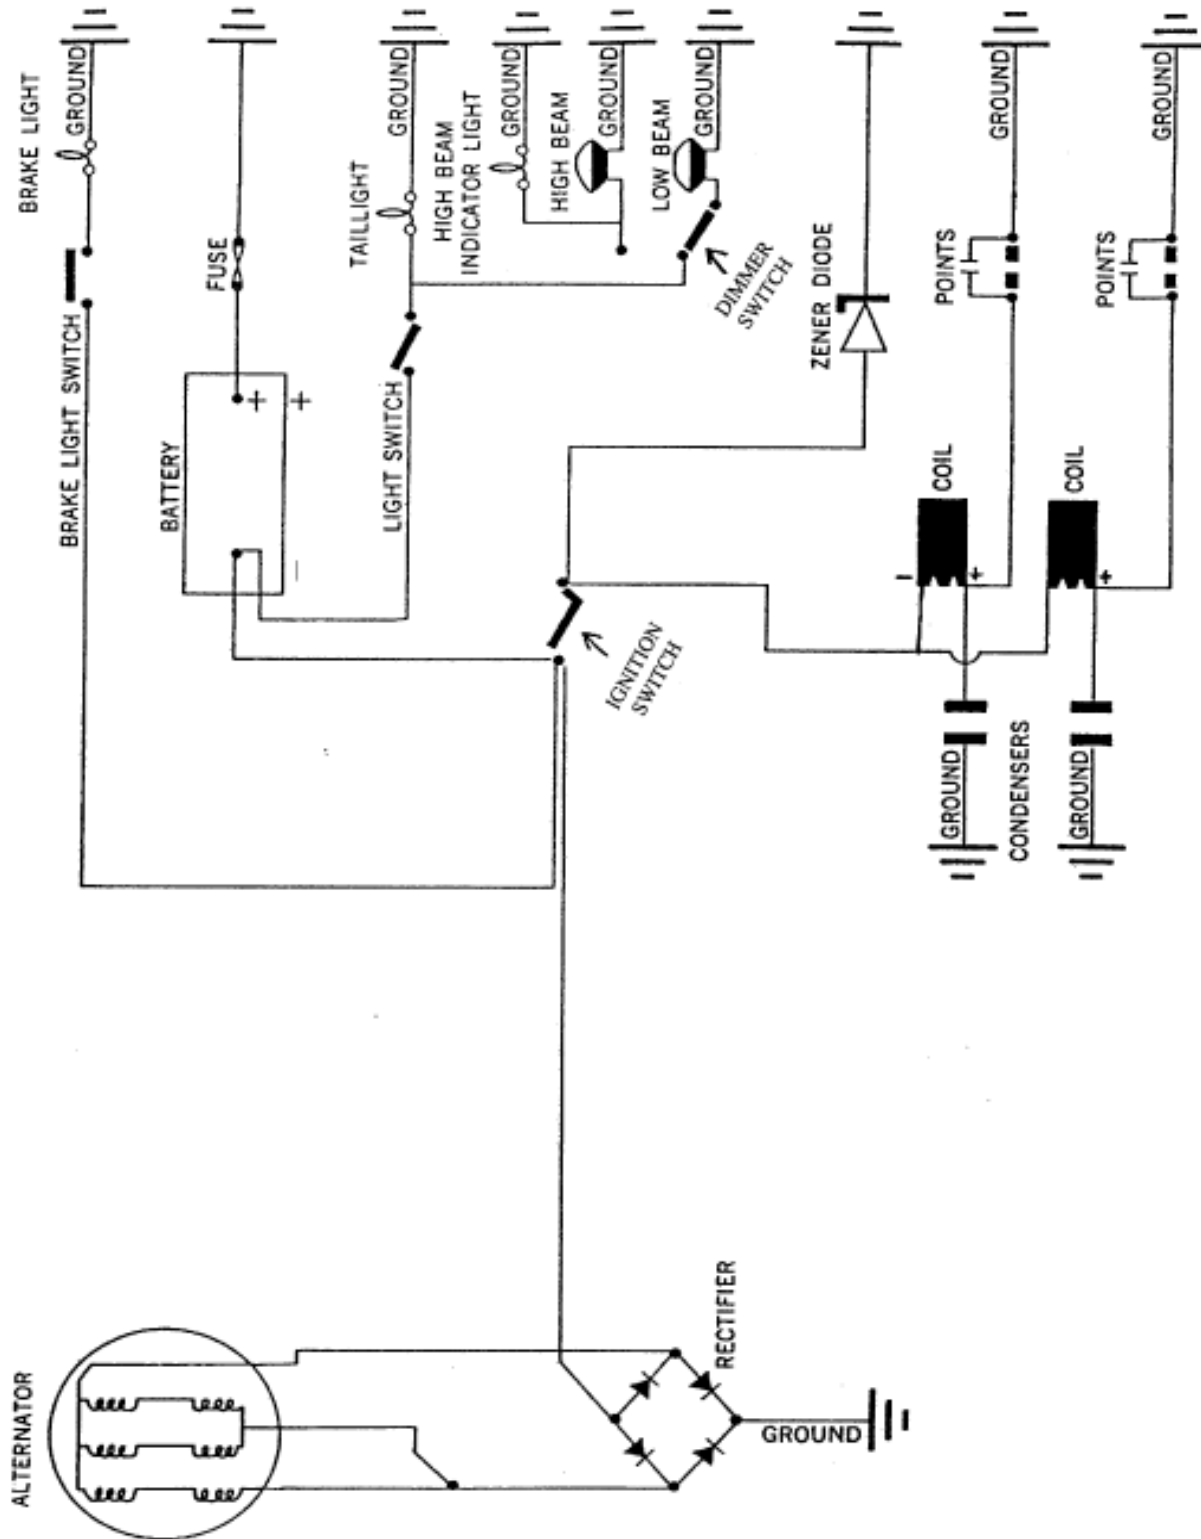 BRAKE LIGHT
GROUND
BRAKE LIGHT SWITCH
FUSE
+
+
BATTERY
—
TAILLIGHT
GROUND
LIGHT SWITCH
HIGH BEAM
INDICATOR LIGHT
GROUND
HIGH BEAM
GROUND
LOW BEAM
GROUND
DIMMER
SWITCH
ZENER DIODE
POINTS
GROUND
POINTS
GROUND
COIL
-
+
COIL
+
IGNITION
SWITCH
GROUND
CONDENSERS
GROUND
ALTERNATOR
RECTIFIER
GROUND